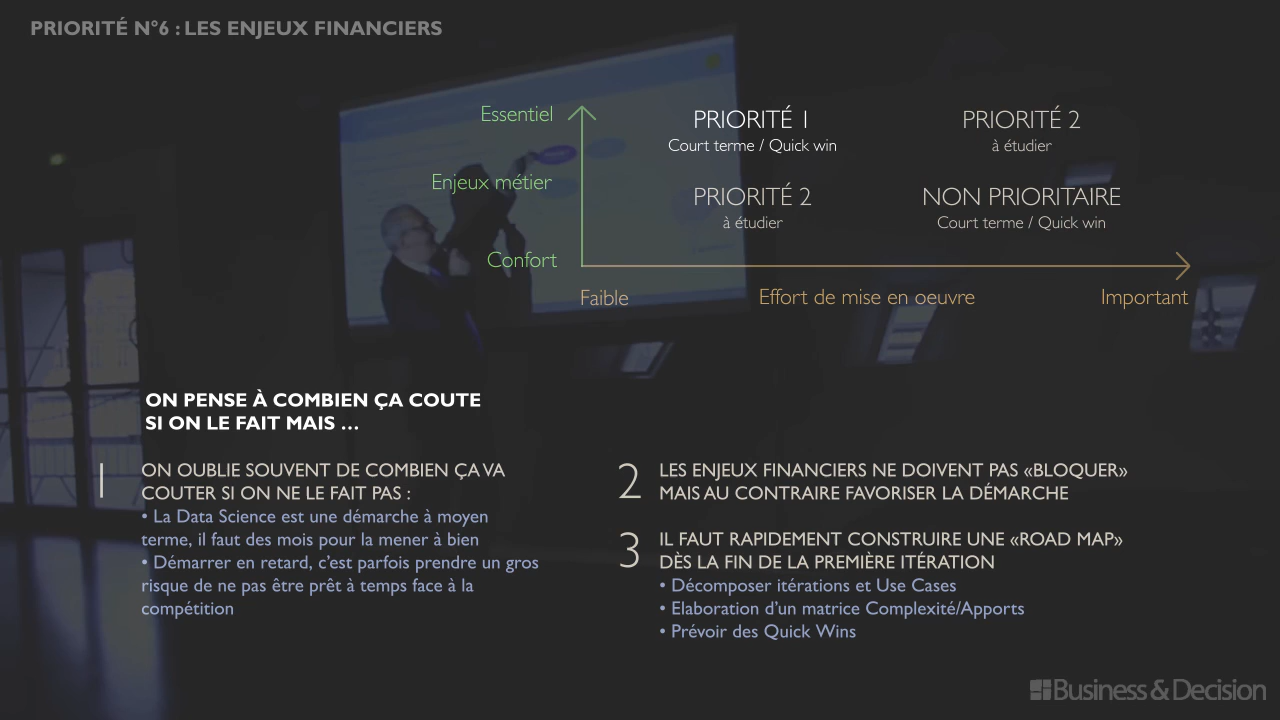 PRIORITÉ N°6 : LES ENJEUX FINANCIERS
Essentiel
Enjeux métier
Confort
PRIORITÉ 1
Court terme / Quick win
PRIORITÉ 2
à étudier
PRIORITÉ 2
à étudier
NON PRIORITAIRE
Court terme / Quick win
Faible
Effort de mise en oeuvre
Important
ON PENSE À COMBIEN ÇA COUTE
SI ON LE FAIT MAIS ...
1
ON OUBLIE SOUVENT DE COMBIEN ÇA VA
COUTER SI ON NE LE FAIT PAS :
• La Data Science est une démarche à moyen
terme, il faut des mois pour la mener à bien
• Démarrer en retard, c'est parfois prendre un gros
risque de ne pas être prêt à temps face à la
compétition
2
LES ENJEUX FINANCIERS NE DOIVENT PAS «BLOQUER»
MAIS AU CONTRAIRE FAVORISER LA DÉMARCHE
3
IL FAUT RAPIDEMENT CONSTRUIRE UNE «ROAD MAP»
DÈS LA FIN DE LA PREMIÈRE ITÉRATION
• Décomposer itérations et Use Cases
• Elaboration d'un matrice Complexité/Apports
• Prévoir des Quick Wins
Business & Decision